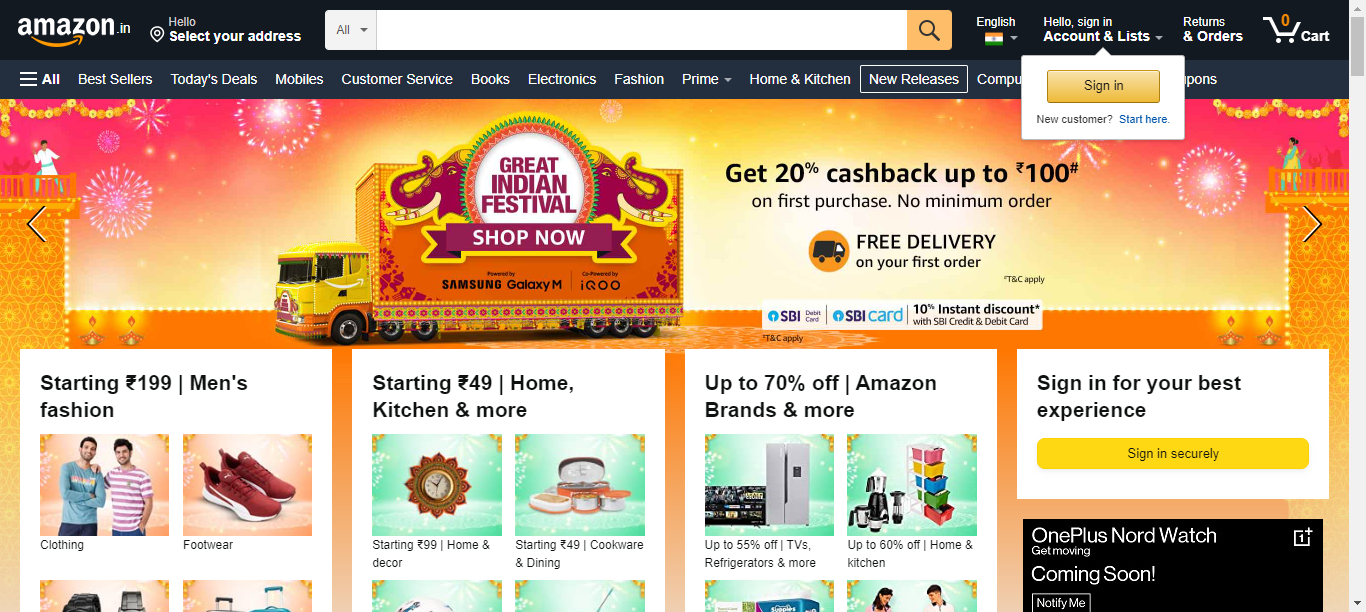 amazon.in
Hello
Select your address
All
English
Hello, sign in
Account & Lists
Returns
& Orders
0
Cart
All
Best Sellers
Today's Deals
Mobiles
Customer Service
Books
Electronics
Fashion
Prime
Home & Kitchen
New Releases
Compu
upons
Sign in
New customer? Start here.
GREAT
INDIAN
FESTIVAL
SHOP NOW
Powered by
SAMSUNG Galaxy M
Co-Powered by
iQOO
Get 20% cashback up to ₹100#
on first purchase. No minimum order
FREE DELIVERY
on your first order
#T&C apply
SBI Debit Card
SBI card
10% Instant discount*
with SBI Credit & Debit Card
*T&C apply
Starting ₹199 | Men's
fashion
Clothing
Footwear
Starting ₹49 | Home,
Kitchen & more
Starting ₹99 | Home &
decor
Starting ₹49 | Cookware
& Dining
Up to 70% off | Amazon
Brands & more
Up to 55% off | TVs,
Refrigerators & more
Up to 60% off | Home &
kitchen
Sign in for your best
experience
Sign in securely
OnePlus Nord Watch
Get moving
Coming Soon!
Notify Me